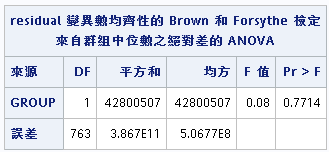 residual 變異數均齊性的 Brown 和 Forsythe 檢定
來自群組中位數之絕對差的 ANOVA
來源 DF 平方和 均方 F 值 Pr > F
GROUP 1 42800507 42800507 0.08 0.7714
誤差 763 3.867E11 5.0677E8